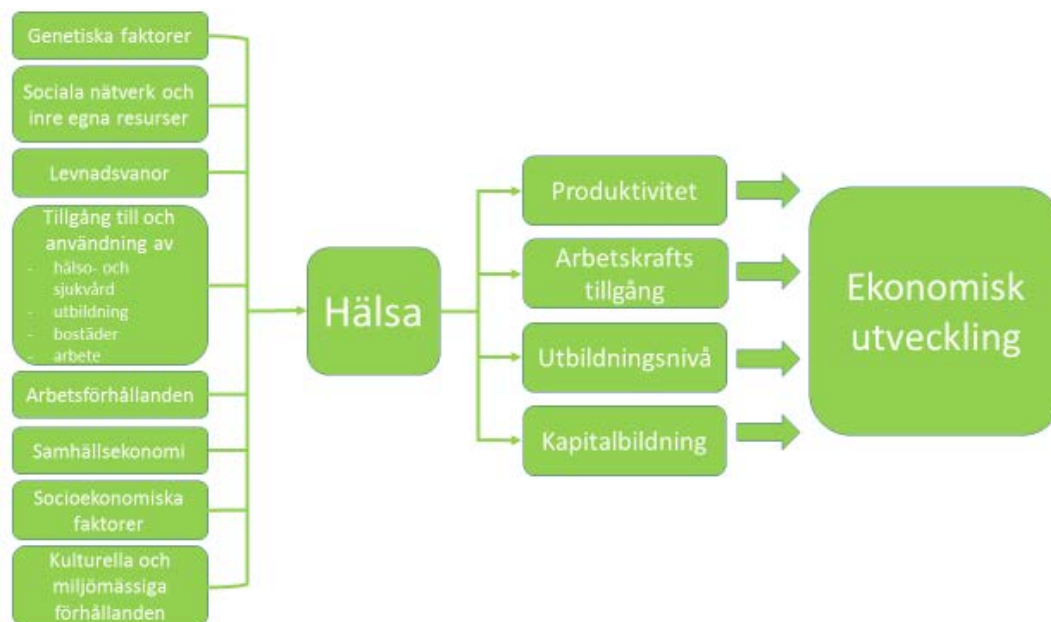 Genetiska faktorer
Sociala nätverk och
inre egna resurser
Levnadsvanor
Tillgång till och
användning av
- hälso- och
sjukvård
- utbildning
- bostäder
- arbete
Arbetsförhållanden
Samhällsekonomi
Socioekonomiska
faktorer
Kulturella och
miljömässiga
förhållanden
Hälsa
Produktivitet
Arbetskrafts
tillgång
Utbildningsnivå
Kapitalbildning
Ekonomisk
utveckling